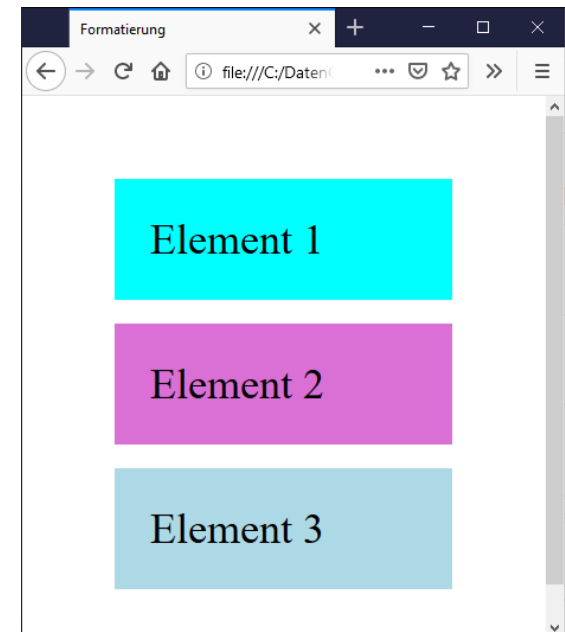 Formatierung
file:///C:/Daten
Element 1
Element 2
Element 3